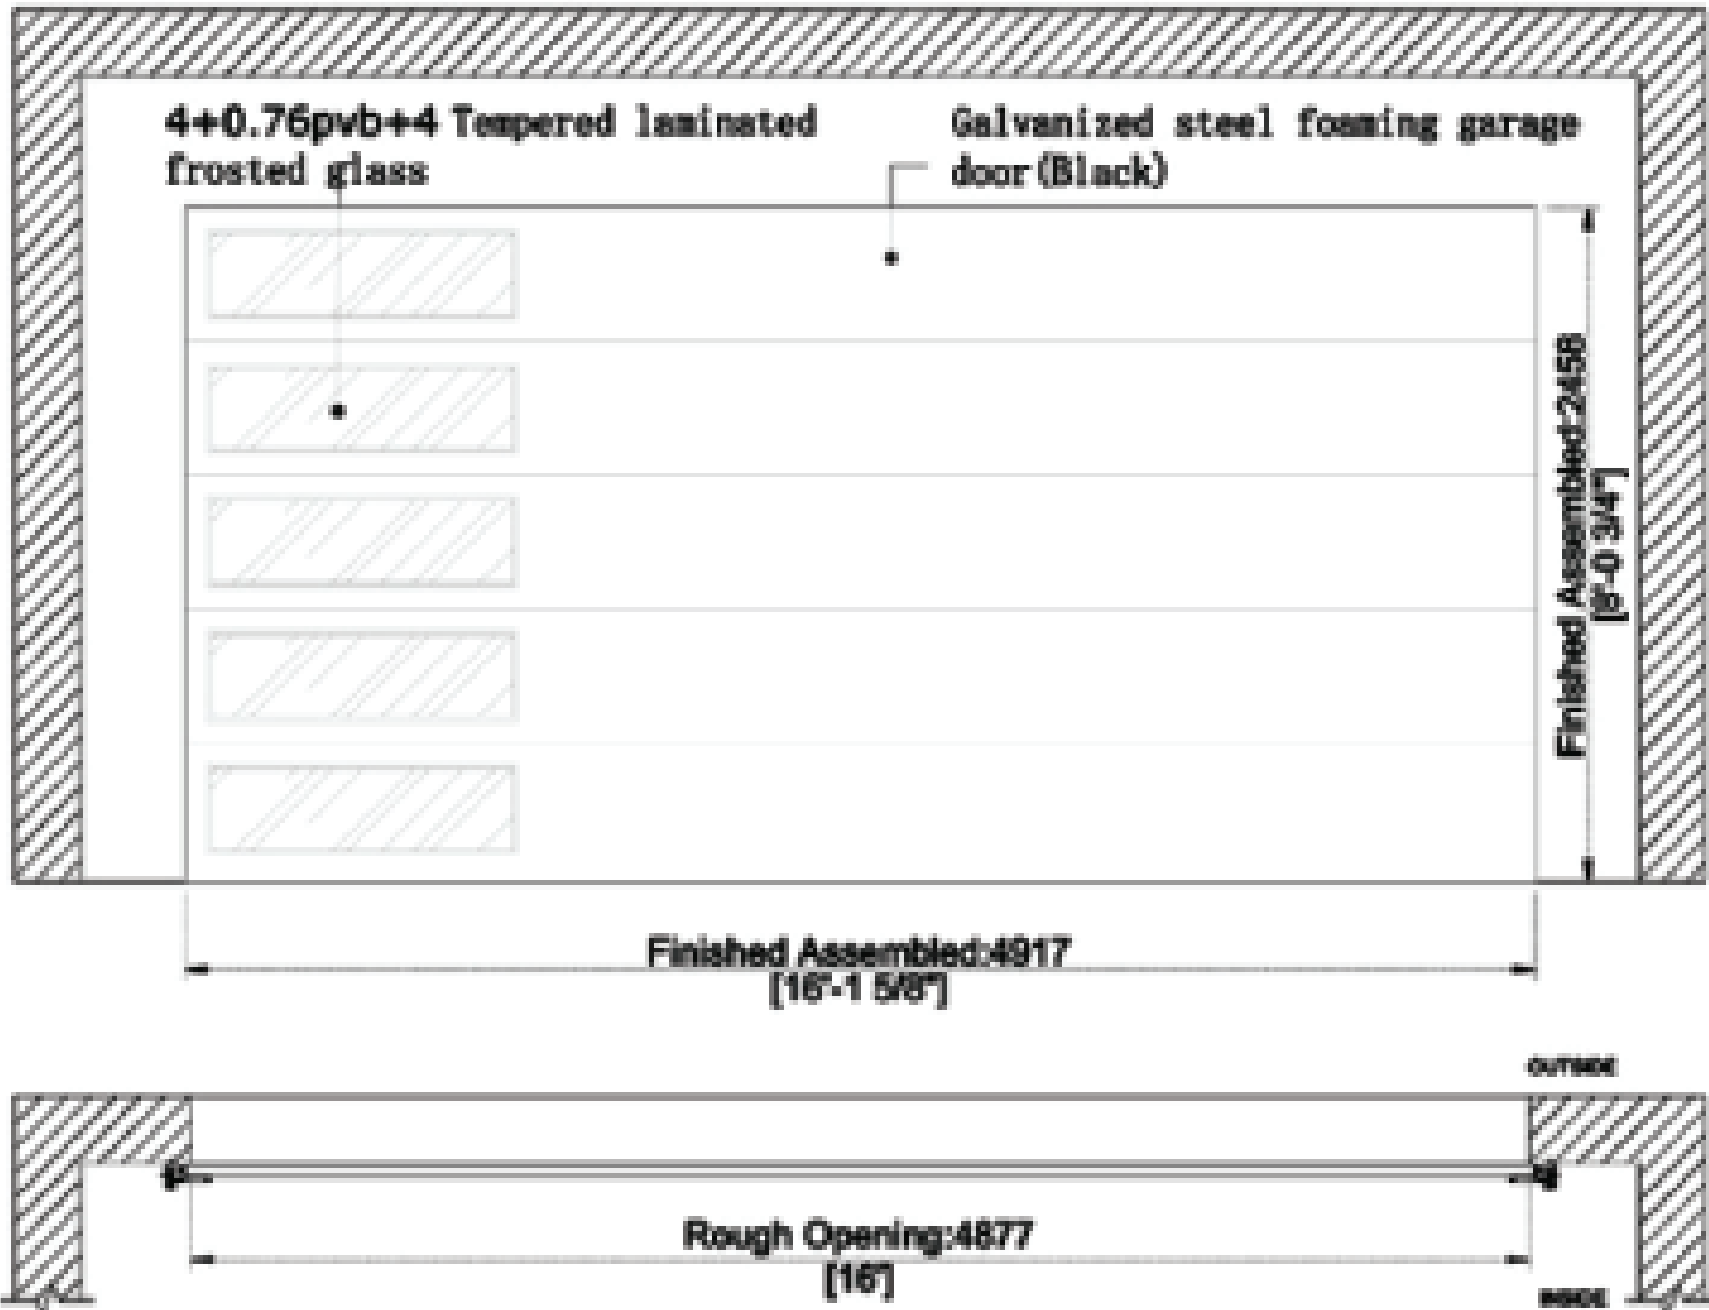 4+0.76pvb+4 Tempered laminated
frosted glass
Galvanized steel foaming garage
door(Black)
Finished Assembled:2458
[8'-0 3/4"]
Finished Assembled:4917
[16'-1 5/8"]
OUTSIDE
Rough Opening:4877
[16']
INSIDE